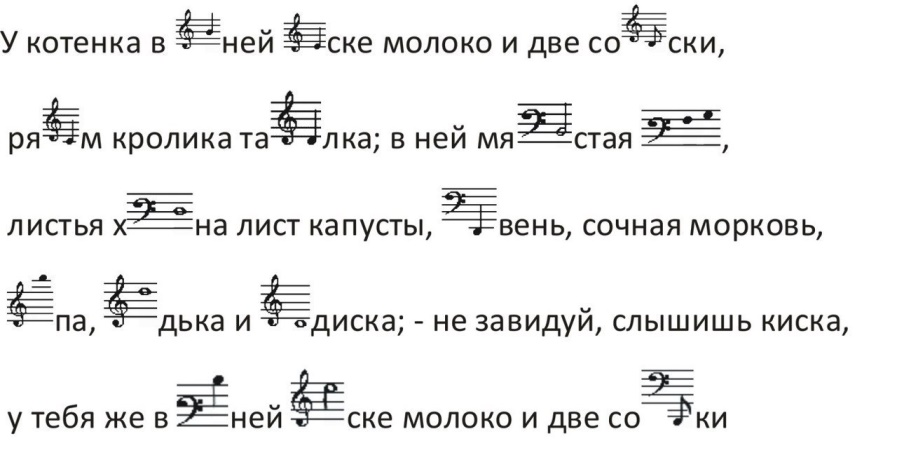 У котенка в ней ске молоко и две со ски,
ря м кролика та лка; в ней мя стая ,
листья х на лист капусты, вень, сочная морковь,
па, дька и диска; - не завидуй, слышишь киска,
у тебя же в ней ске молоко и две со ки